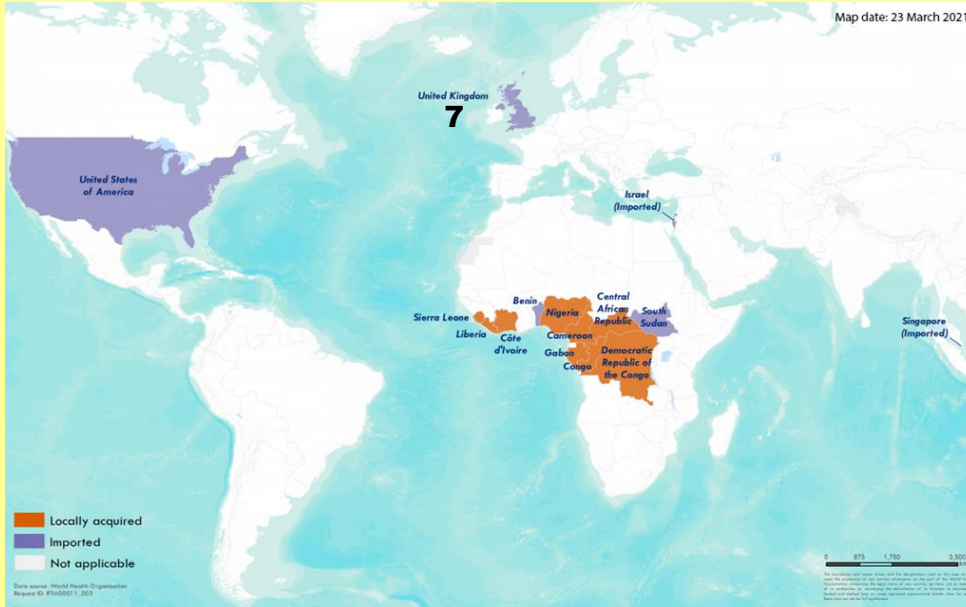 Map date: 23 March 2021
United Kingdom
7
United States
of America
Israel
(Imported)
Benin
Nigeria
Central
African
Republic
South
Sudan
Sierra Leone
Liberia
Côte
d'Ivoire
Cameroon
Gabon
Congo
Democratic
Republic of
the Congo
Singapore
(Imported)
Locally acquired
Imported
Not applicable
Data source: World Health Organization
0 875 1,750 3,500